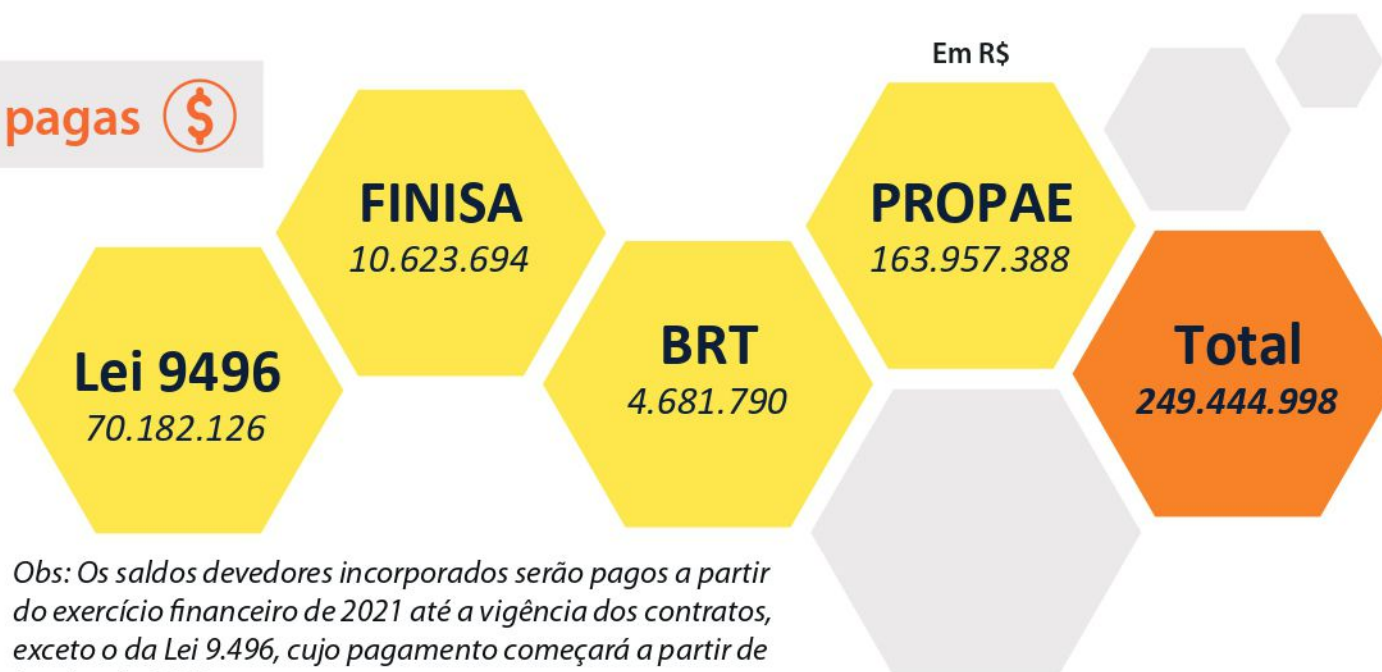 Em R$
pagas $
FINISA
10.623.694
PROPAE
163.957.388
Lei 9496
70.182.126
BRT
4.681.790
Total
249.444.998
Obs: Os saldos devedores incorporados serão pagos a partir
do exercício financeiro de 2021 até a vigência dos contratos,
exceto o da Lei 9.496, cujo pagamento começará a partir de